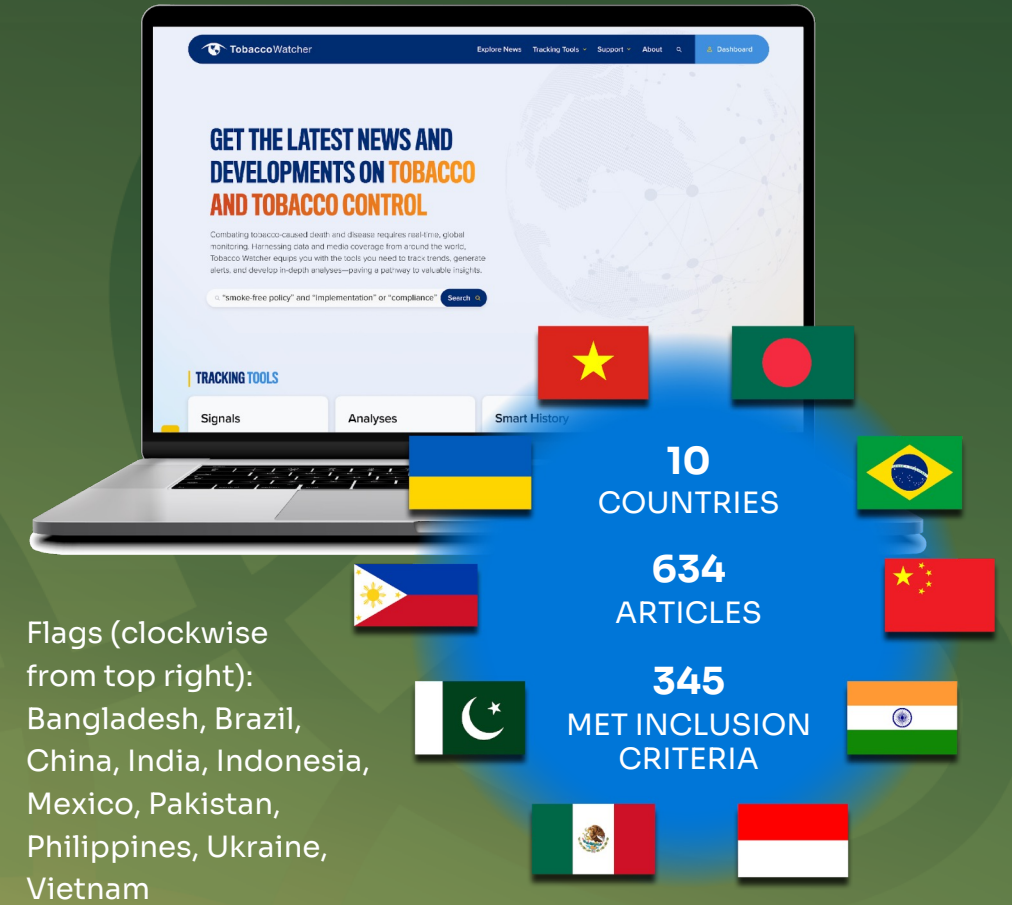 TobaccoWatcher
Explore News Tracking Tools Support About Dashboard
GET THE LATEST NEWS AND
DEVELOPMENTS ON TOBACCO
AND TOBACCO CONTROL
Combating tobacco-caused death and disease requires real-time, global
monitoring. Harnessing data and media coverage from around the world,
Tobacco Watcher equips you with the tools you need to track trends, generate
alerts, and develop in-depth analyses—paving a pathway to valuable insights.
"smoke-free policy" and "implementation" or "compliance" Search
TRACKING TOOLS
Signals Analyses Smart History
10
COUNTRIES
634
ARTICLES
345
MET INCLUSION
CRITERIA
Flags (clockwise
from top right):
Bangladesh, Brazil,
China, India, Indonesia,
Mexico, Pakistan,
Philippines, Ukraine,
Vietnam